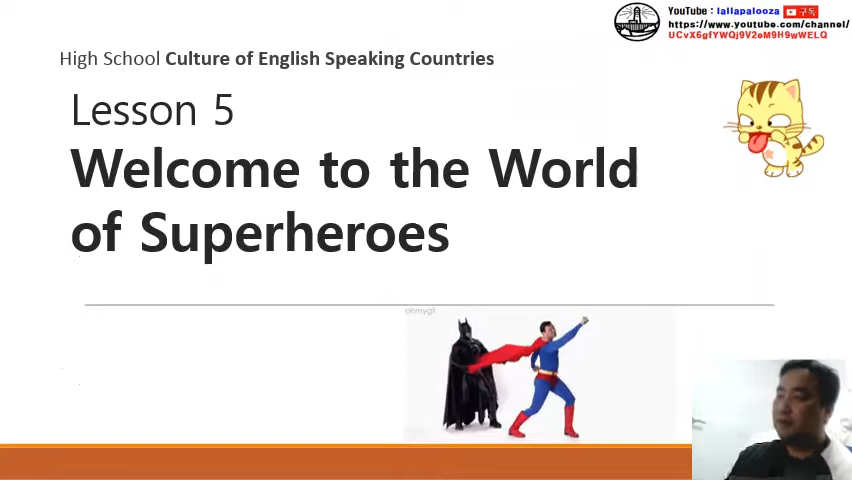 YouTube : lallapalooza 구독
https://www.youtube.com/channel/
UCvX6gfYWQj9V2eM9H9wWELQ
High School Culture of English Speaking Countries
Lesson 5
Welcome to the World
of Superheroes
ohmygil